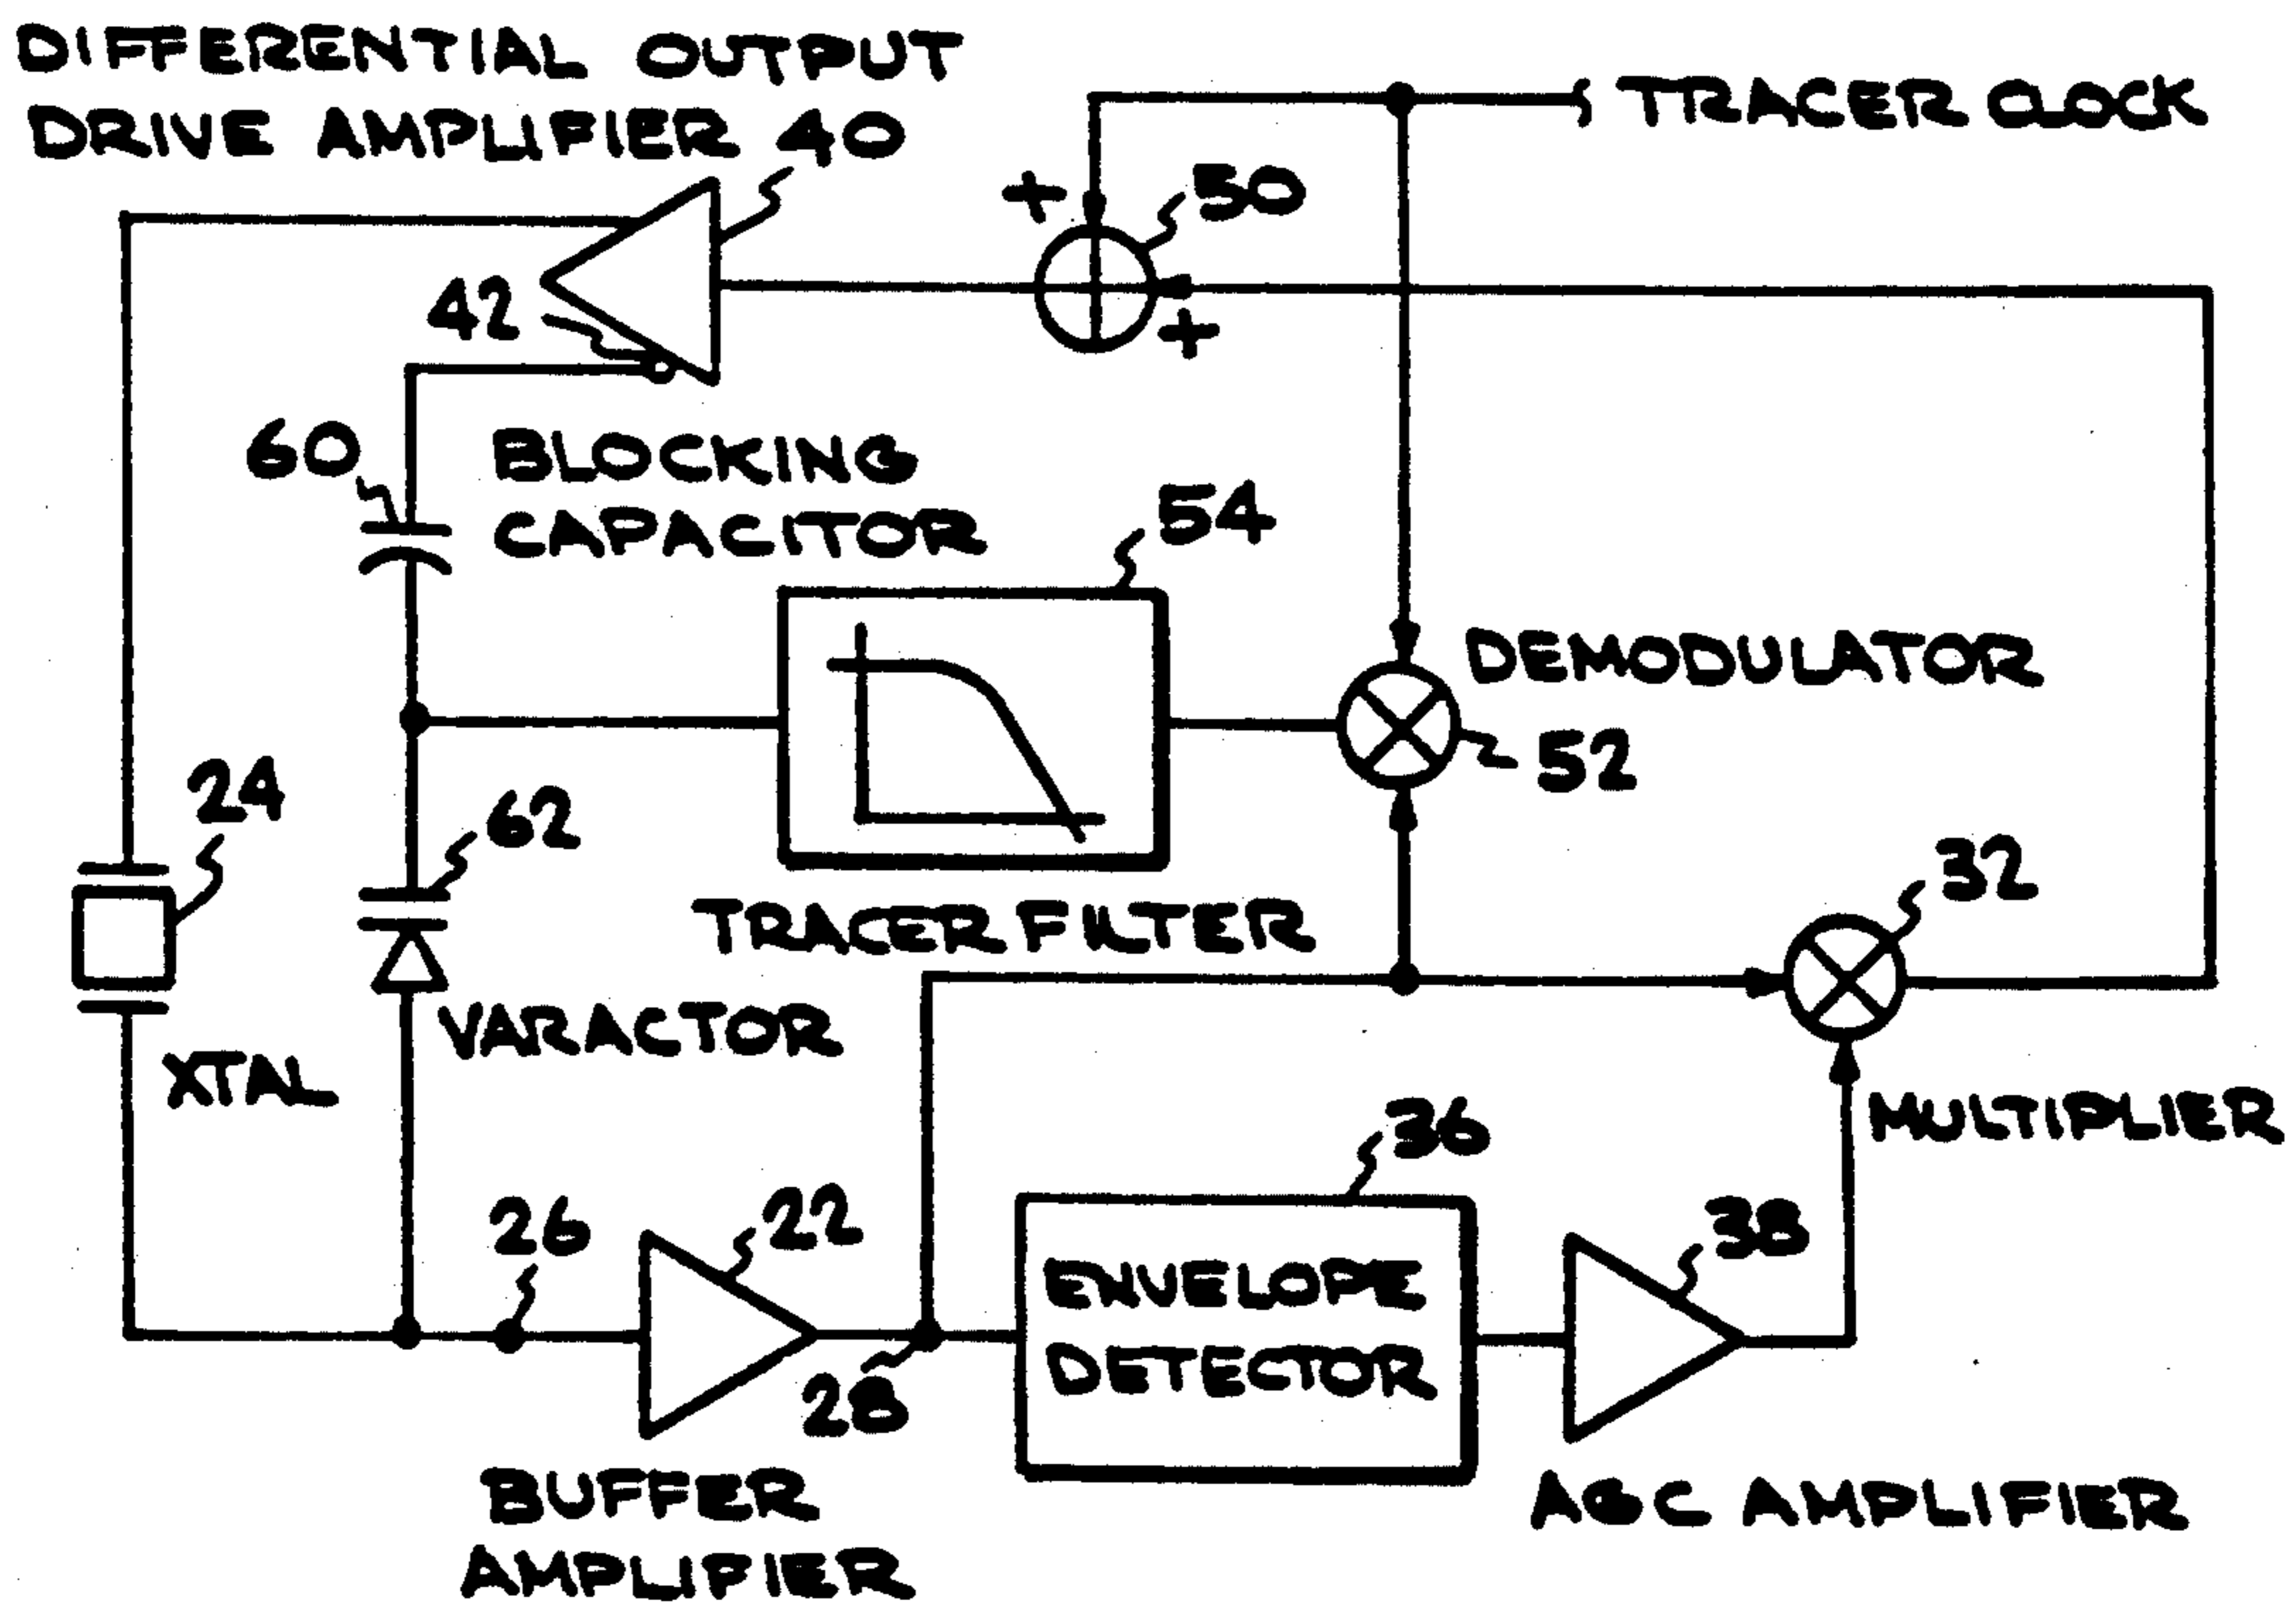 DIFFERENTIAL OUTPUT
DRIVE AMPLIFIER 40
TRACER CLOCK
+
50
42
+
60
BLOCKING
CAPACITOR
54
DEMODULATOR
52
24
62
32
TRACER FILTER
VARACTOR
XTAL
MULTIPLIER
36
26
22
38
ENVELOPE
DETECTOR
28
BUFFER
AMPLIFIER
AGC AMPLIFIER